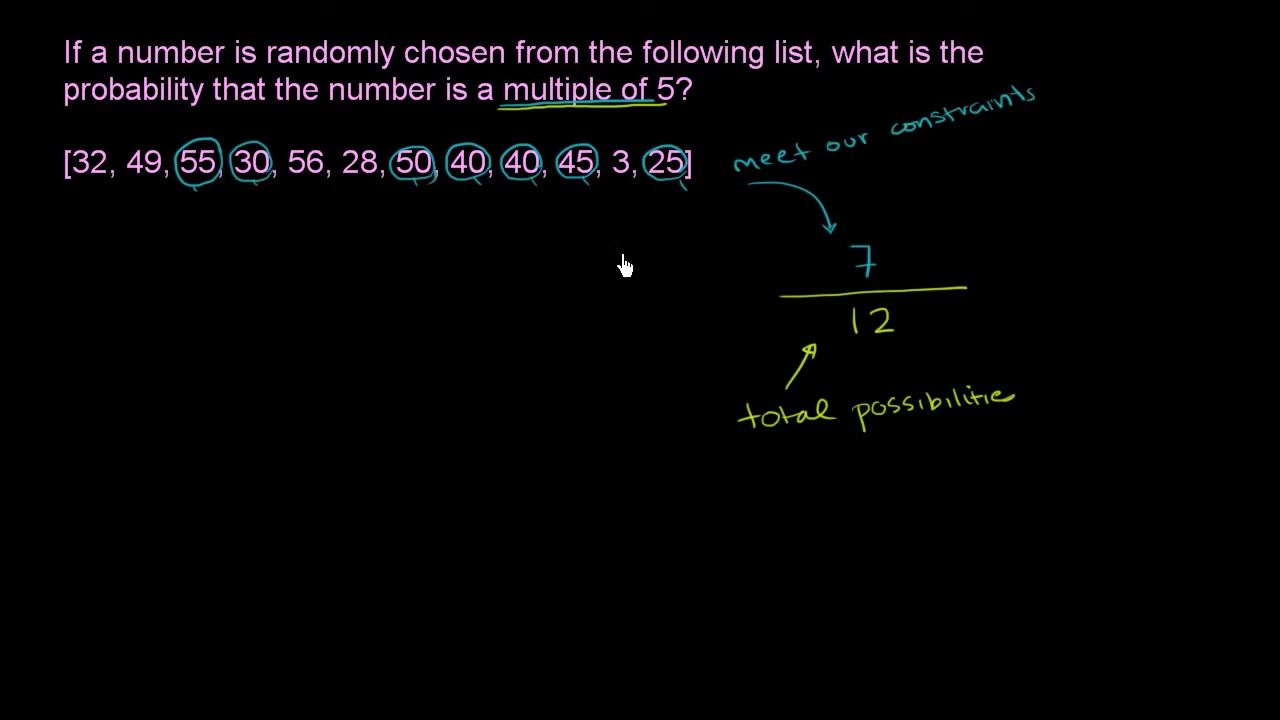 If a number is randomly chosen from the following list, what is the
probability that the number is a multiple of 5?
[32, 49, 55, 30, 56, 28, 50, 40, 40, 45, 3, 25]
meet our constraints
7
12
total possibilitie